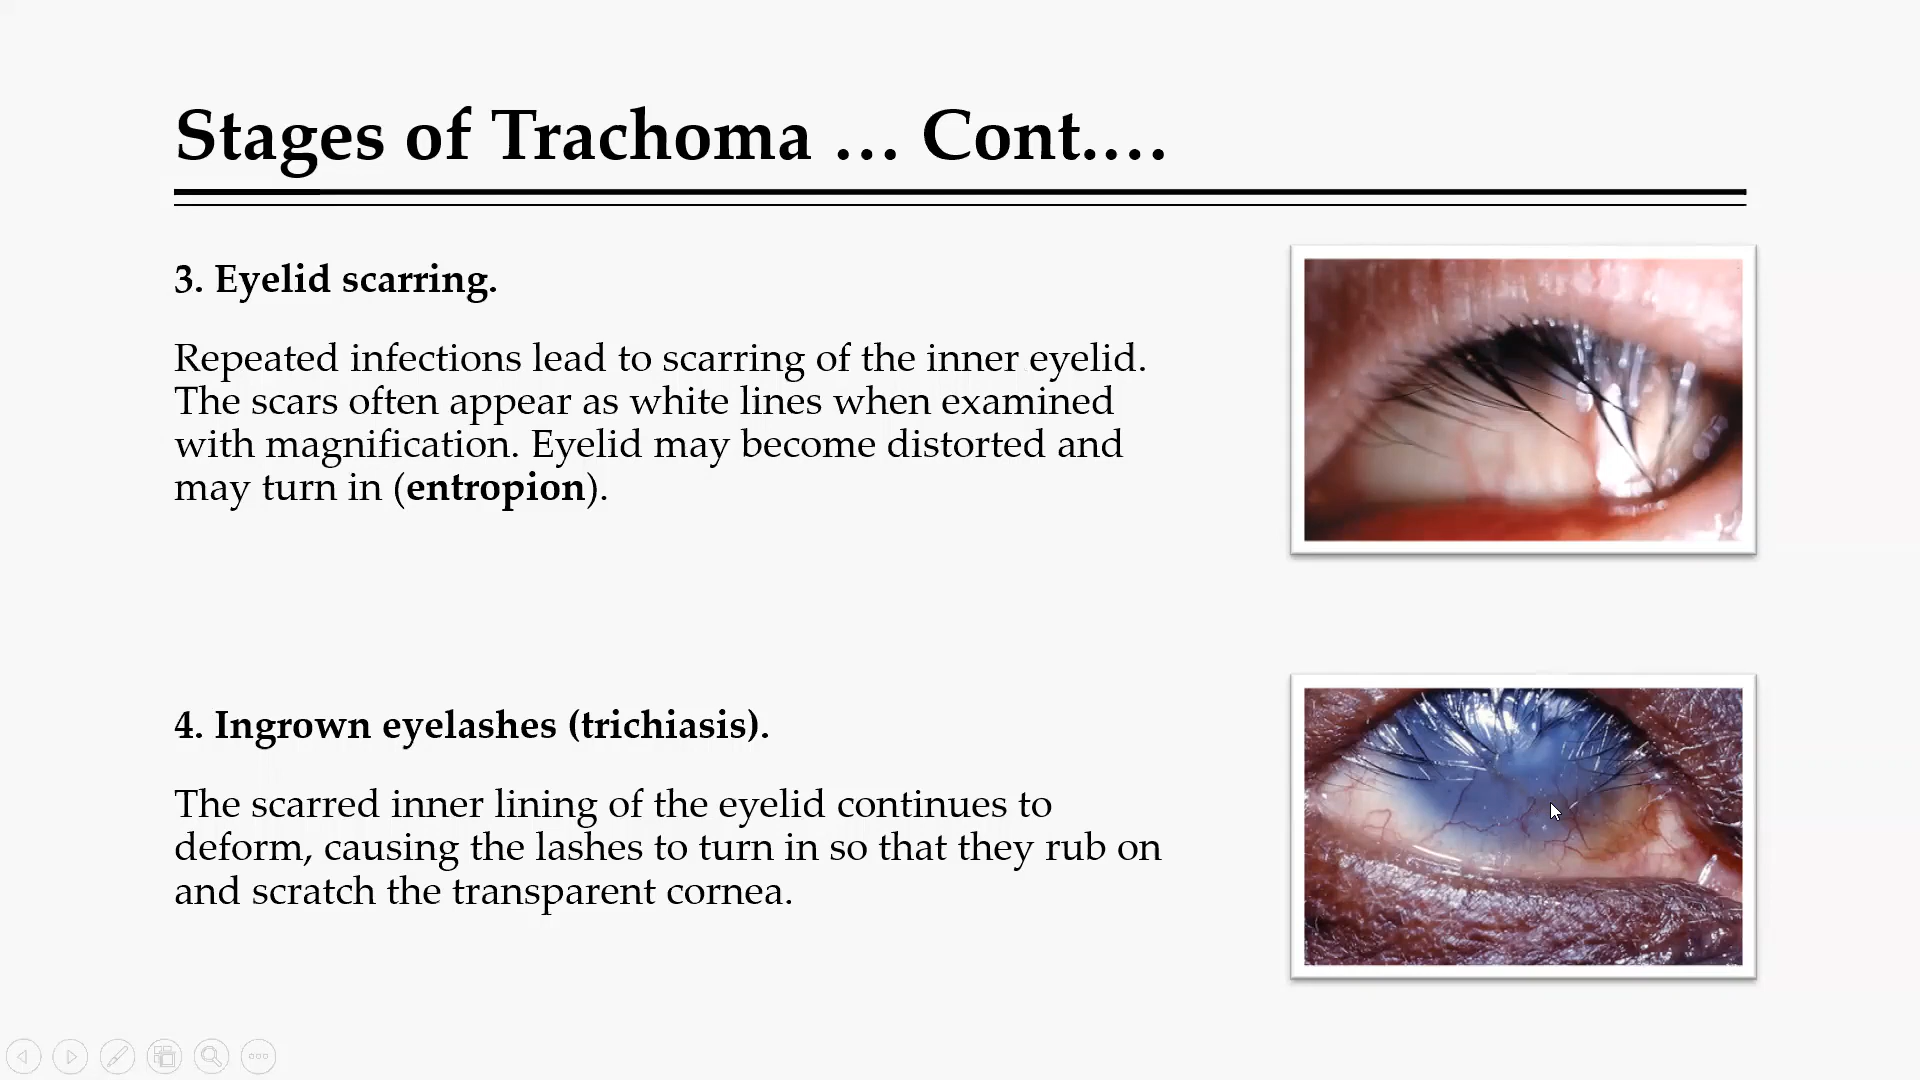 Stages of Trachoma … Cont.…
3. Eyelid scarring.
Repeated infections lead to scarring of the inner eyelid.
The scars often appear as white lines when examined
with magnification. Eyelid may become distorted and
may turn in (entropion).
4. Ingrown eyelashes (trichiasis).
The scarred inner lining of the eyelid continues to
deform, causing the lashes to turn in so that they rub on
and scratch the transparent cornea.